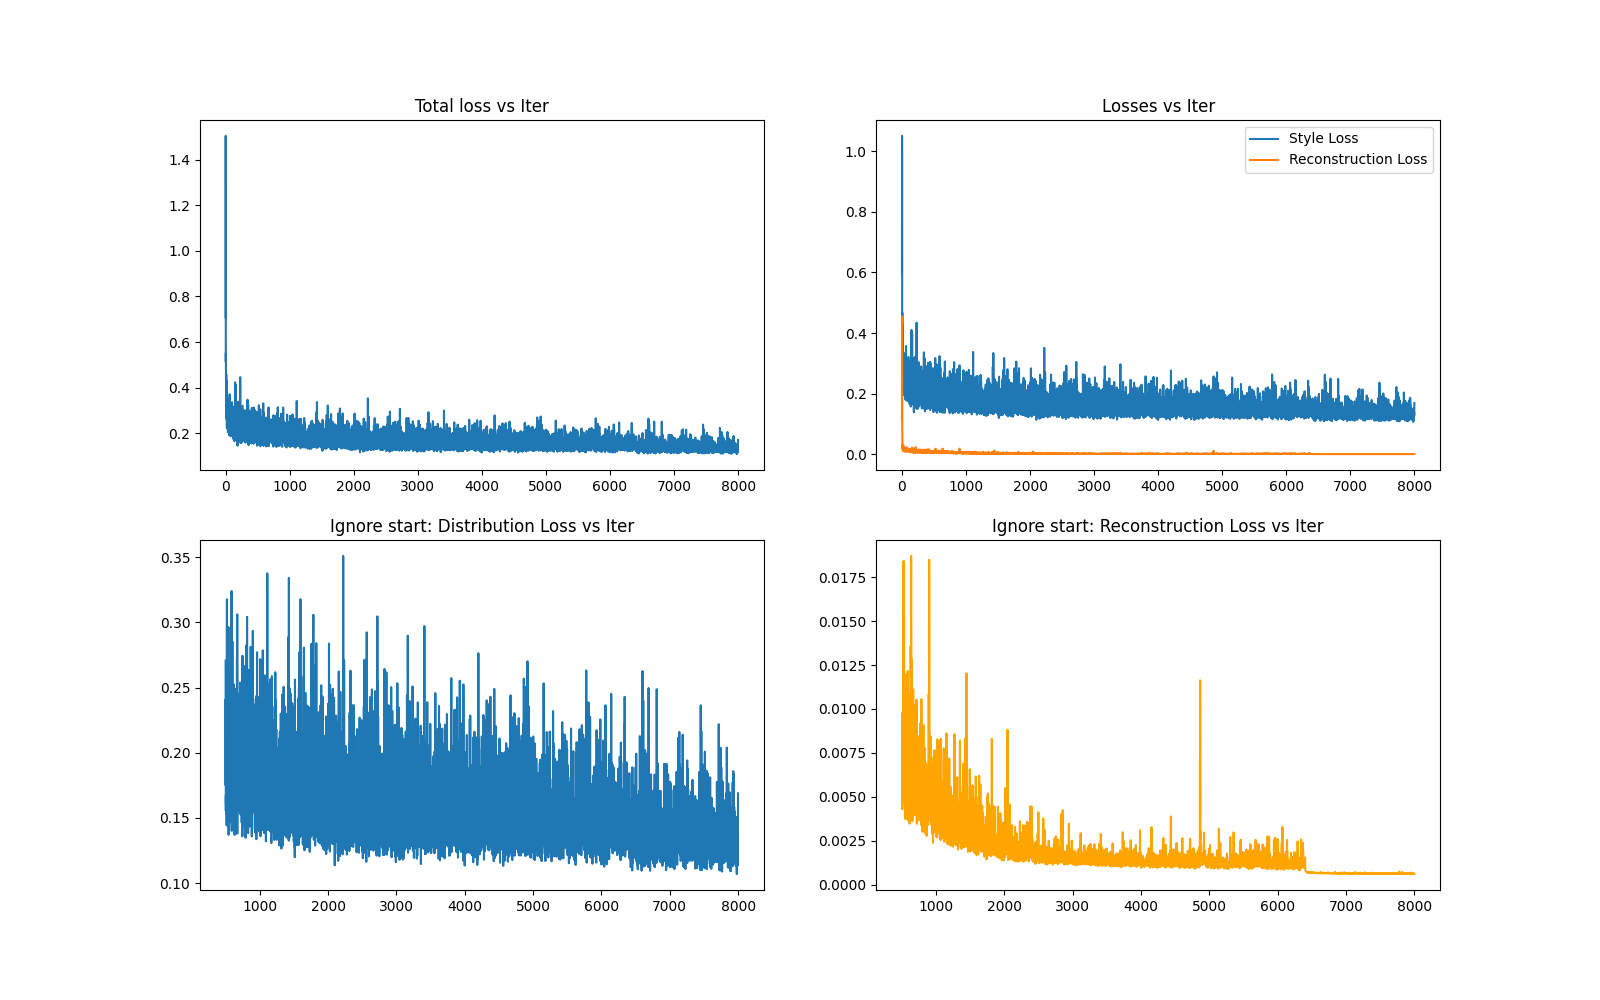 Total loss vs Iter
1.4
1.2
1.0
0.8
0.6
0.4
0.2
0 1000 2000 3000 4000 5000 6000 7000 8000
Losses vs Iter
Style Loss
Reconstruction Loss
1.0
0.8
0.6
0.4
0.2
0.0
0 1000 2000 3000 4000 5000 6000 7000 8000
Ignore start: Distribution Loss vs Iter
0.35
0.30
0.25
0.20
0.15
0.10
1000 2000 3000 4000 5000 6000 7000 8000
Ignore start: Reconstruction Loss vs Iter
0.0175
0.0150
0.0125
0.0100
0.0075
0.0050
0.0025
0.0000
1000 2000 3000 4000 5000 6000 7000 8000